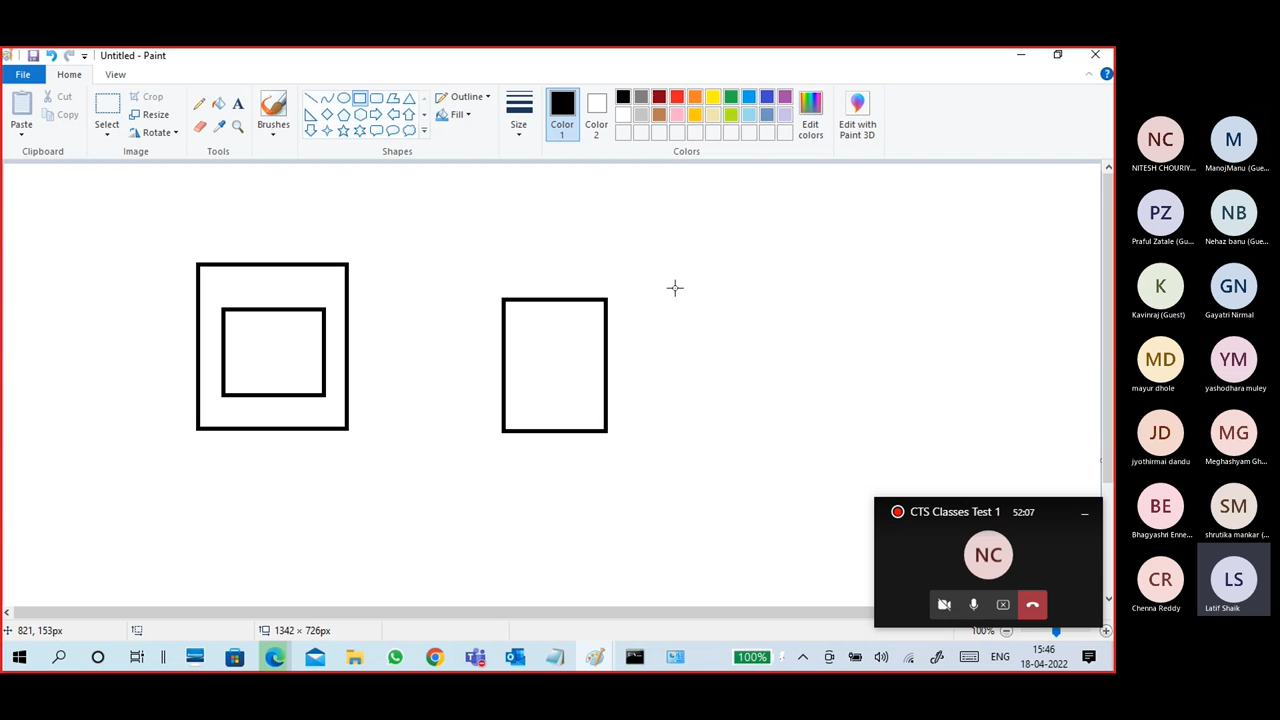 Untitled - Paint
File Home View
Paste
Cut
Copy
Clipboard
Select
Crop
Resize
Rotate
Image
A
Tools
Brushes
Outline
Fill
Shapes
Size
Color 1
Color 2
Edit colors
Colors
Edit with Paint 3D
CTS Classes Test 1 52:07
NC
821, 153px
1342 × 726px
100%
100%
ENG
15:46
18-04-2022
NC M
NITESH CHOURIY... ManojManu (Gue...
PZ NB
Praful Zatale (Gu... Nehaz banu (Gue...
K GN
Kavinraj (Guest) Gayatri Nirmal
MD YM
mayur dhole yashodhara muley
JD MG
jyothirmai dandu Meghashyam Gh...
BE SM
Bhagyashri Enne... shrutika mankar (...
CR LS
Chenna Reddy Latif Shaik